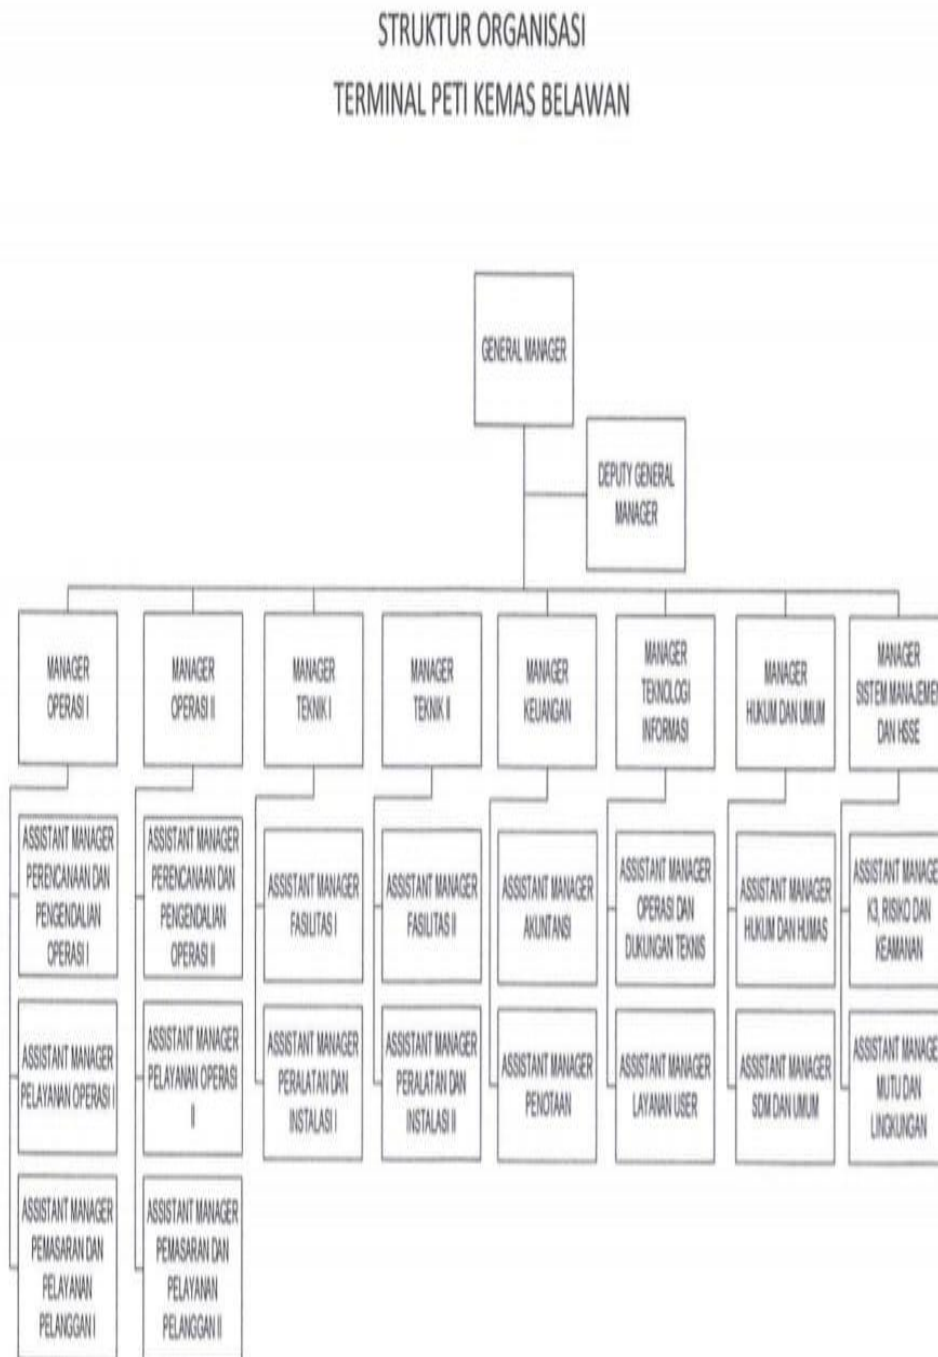 STRUKTUR ORGANISASI
TERMINAL PETI KEMAS BELAWAN
GENERAL MANAGER
DEPUTY GENERAL
MANAGER
MANAGER
OPERASI I
MANAGER
OPERASI II
MANAGER
TEKNIK I
MANAGER
TEKNIK II
MANAGER
KEUANGAN
MANAGER
TEKNOLOGI
INFORMASI
MANAGER
HUKUM DAN UMUM
MANAGER
SISTEM MANAJEMEN
DAN HSSE
ASSISTANT MANAGER
PERENCANAAN DAN
PENGENDALIAN
OPERASI I
ASSISTANT MANAGER
PERENCANAAN DAN
PENGENDALIAN
OPERASI II
ASSISTANT MANAGER
FASILITAS I
ASSISTANT MANAGER
FASILITAS II
ASSISTANT MANAGER
AKUNTANSI
ASSISTANT MANAGER
OPERASI DAN
DUKUNGAN TEKNIS
ASSISTANT MANAGER
HUKUM DAN HUMAS
ASSISTANT MANAGE
K3, RISIKO DAN
KEAMANAN
ASSISTANT MANAGER
PELAYANAN OPERASI I
ASSISTANT MANAGER
PELAYANAN OPERASI
II
ASSISTANT MANAGER
PERALATAN DAN
INSTALASI I
ASSISTANT MANAGER
PERALATAN DAN
INSTALASI II
ASSISTANT MANAGER
PENOTAAN
ASSISTANT MANAGER
LAYANAN USER
ASSISTANT MANAGER
SDM DAN UMUM
ASSISTANT MANAGE
MUTU DAN
LINGKUNGAN
ASSISTANT MANAGER
PEMASARAN DAN
PELAYANAN
PELANGGAN I
ASSISTANT MANAGER
PEMASARAN DAN
PELAYANAN
PELANGGAN II